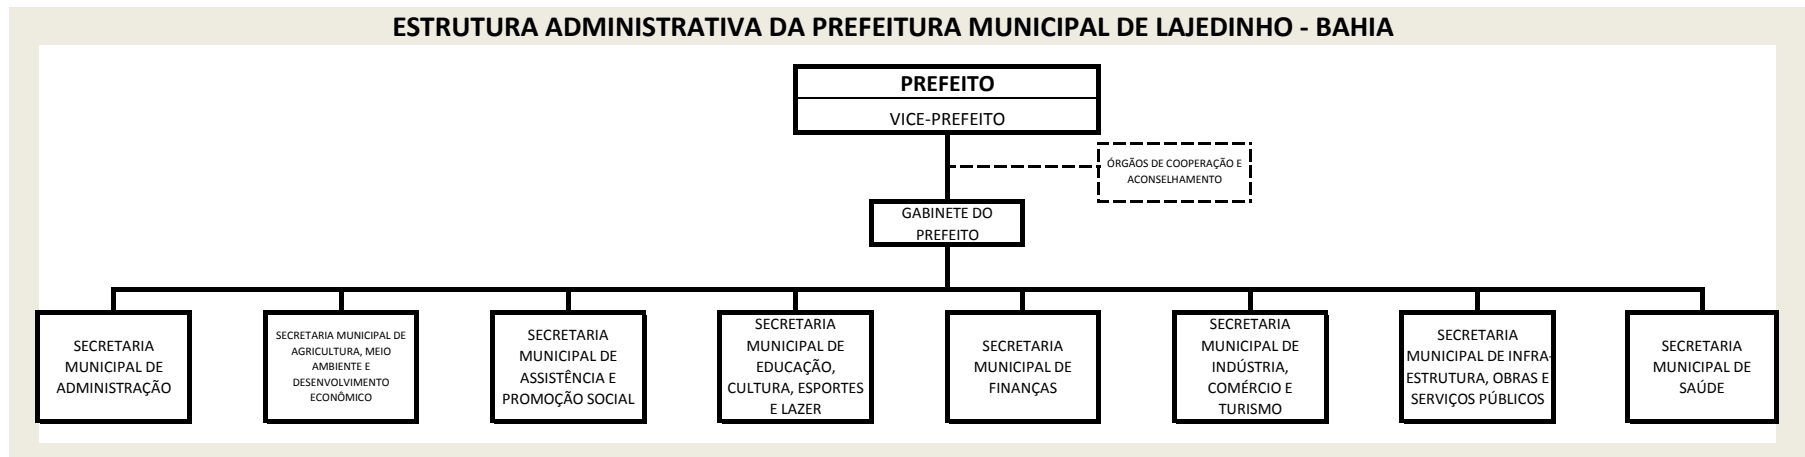 ESTRUTURA ADMINISTRATIVA DA PREFEITURA MUNICIPAL DE LAJEDINHO - BAHIA
PREFEITO
VICE-PREFEITO
ÓRGÃOS DE COOPERAÇÃO E
ACONSELHAMENTO
GABINETE DO
PREFEITO
SECRETARIA
MUNICIPAL DE
ADMINISTRAÇÃO
SECRETARIA MUNICIPAL DE
AGRICULTURA, MEIO
AMBIENTE E
DESENVOLVIMENTO
ECONÔMICO
SECRETARIA
MUNICIPAL DE
ASSISTÊNCIA E
PROMOÇÃO SOCIAL
SECRETARIA
MUNICIPAL DE
EDUCAÇÃO,
CULTURA, ESPORTES
E LAZER
SECRETARIA
MUNICIPAL DE
FINANÇAS
SECRETARIA
MUNICIPAL DE
INDÚSTRIA,
COMÉRCIO E
TURISMO
SECRETARIA
MUNICIPAL DE INFRA-
ESTRUTURA, OBRAS E
SERVIÇOS PÚBLICOS
SECRETARIA
MUNICIPAL DE
SAÚDE